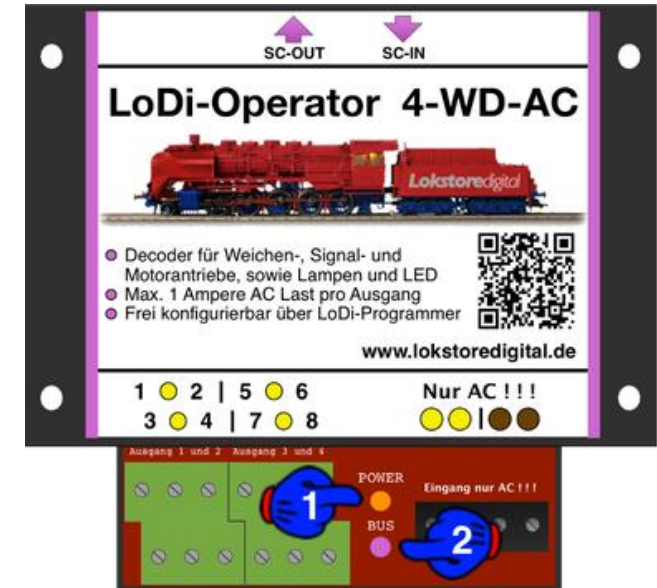 SC-OUT SC-IN
LoDi-Operator 4-WD-AC
Lokstoredigital
Decoder für Weichen-, Signal- und
Motorantriebe, sowie Lampen und LED
Max. 1 Ampere AC Last pro Ausgang
Frei konfigurierbar über LoDi-Programmer
www.lokstoredigital.de
1 2 | 5 6
3 4 | 7 8
Nur AC !!!
|
Ausgang 1 und 2 Ausgang 3 und 4
POWER
Eingang nur AC !!!
1
BUS
2